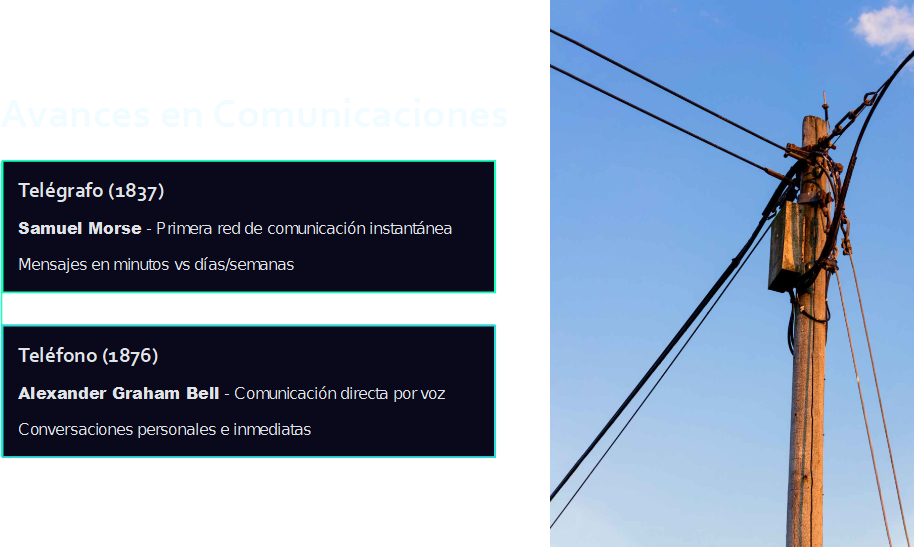 Avances en Comunicaciones
Telégrafo (1837)
Samuel Morse - Primera red de comunicación instantánea
Mensajes en minutos vs días/semanas
Teléfono (1876)
Alexander Graham Bell - Comunicación directa por voz
Conversaciones personales e inmediatas